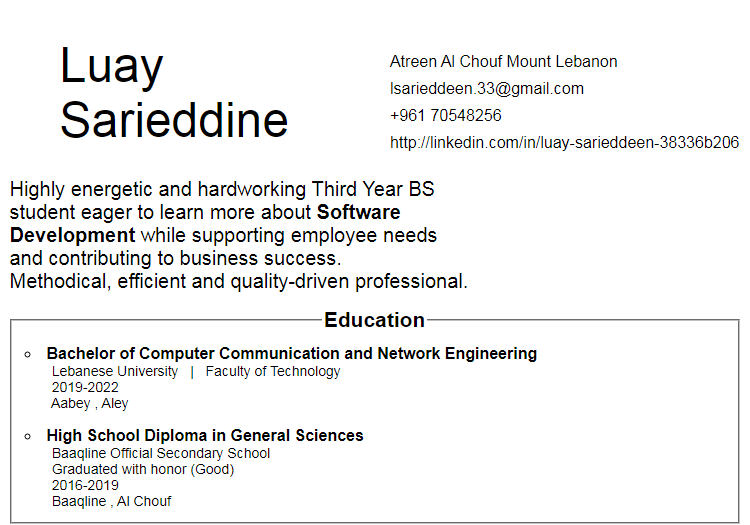 Luay
Sarieddine
Atreen Al Chouf Mount Lebanon
lsarieddeen.33@gmail.com
+961 70548256
http://linkedin.com/in/luay-sarieddeen-38336b206
Highly energetic and hardworking Third Year BS
student eager to learn more about Software
Development while supporting employee needs
and contributing to business success.
Methodical, efficient and quality-driven professional.
Education
Bachelor of Computer Communication and Network Engineering
Lebanese University | Faculty of Technology
2019-2022
Aabey , Aley
High School Diploma in General Sciences
Baaqline Official Secondary School
Graduated with honor (Good)
2016-2019
Baaqline , Al Chouf